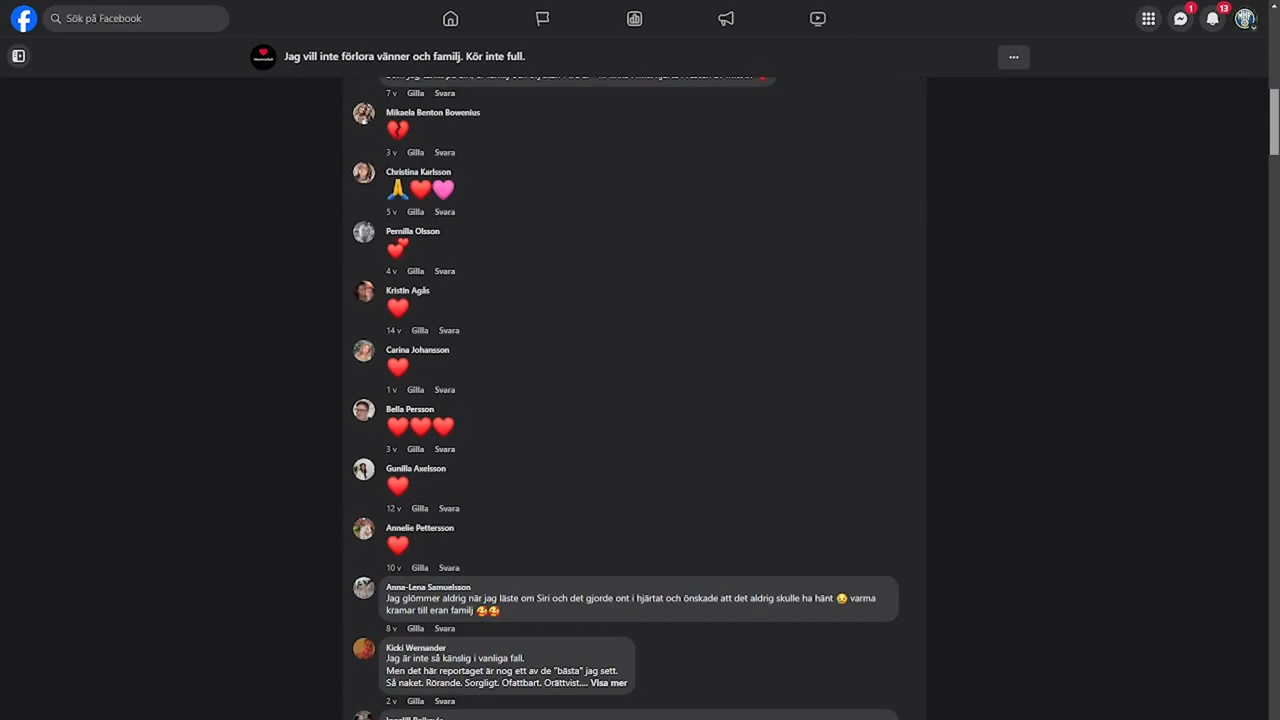 Sök på Facebook
1
13
Jag vill inte förlora vänner och familj. Kör inte full.
7 v Gilla Svara
Mikaela Benton Bowenius
3 v Gilla Svara
Christina Karlsson
5 v Gilla Svara
Pernilla Olsson
4 v Gilla Svara
Kristin Agås
14 v Gilla Svara
Carina Johansson
1 v Gilla Svara
Bella Persson
3 v Gilla Svara
Gunilla Axelsson
12 v Gilla Svara
Annelie Pettersson
10 v Gilla Svara
Anna-Lena Samuelsson
Jag glömmer aldrig när jag läste om Siri och det gjorde ont i hjärtat och önskade att det aldrig skulle ha hänt 😢 varma
kramar till eran familj 🥰🥰
8 v Gilla Svara
Kicki Wernander
Jag är inte så känslig i vanliga fall.
Men det här reportaget är nog ett av de "bästa" jag sett.
Så naket. Rörande. Sorgligt. Ofattbart. Orättvist.... Visa mer
2 v Gilla Svara